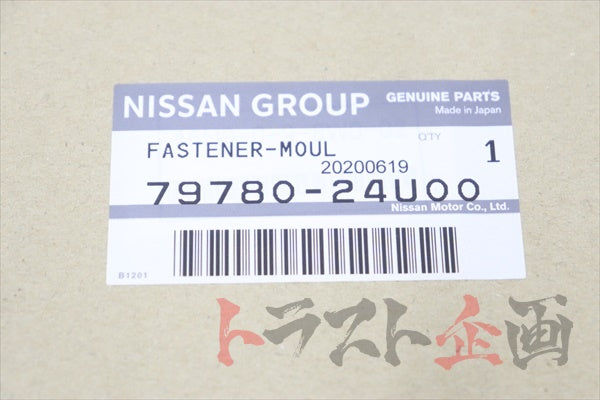 NISSAN GROUP GENUINE PARTS
Made in Japan
FASTENER-MOUL QTY 1
20200619
79780-24U00
Nissan Motor Co., Ltd.
B1201
トラスト企画